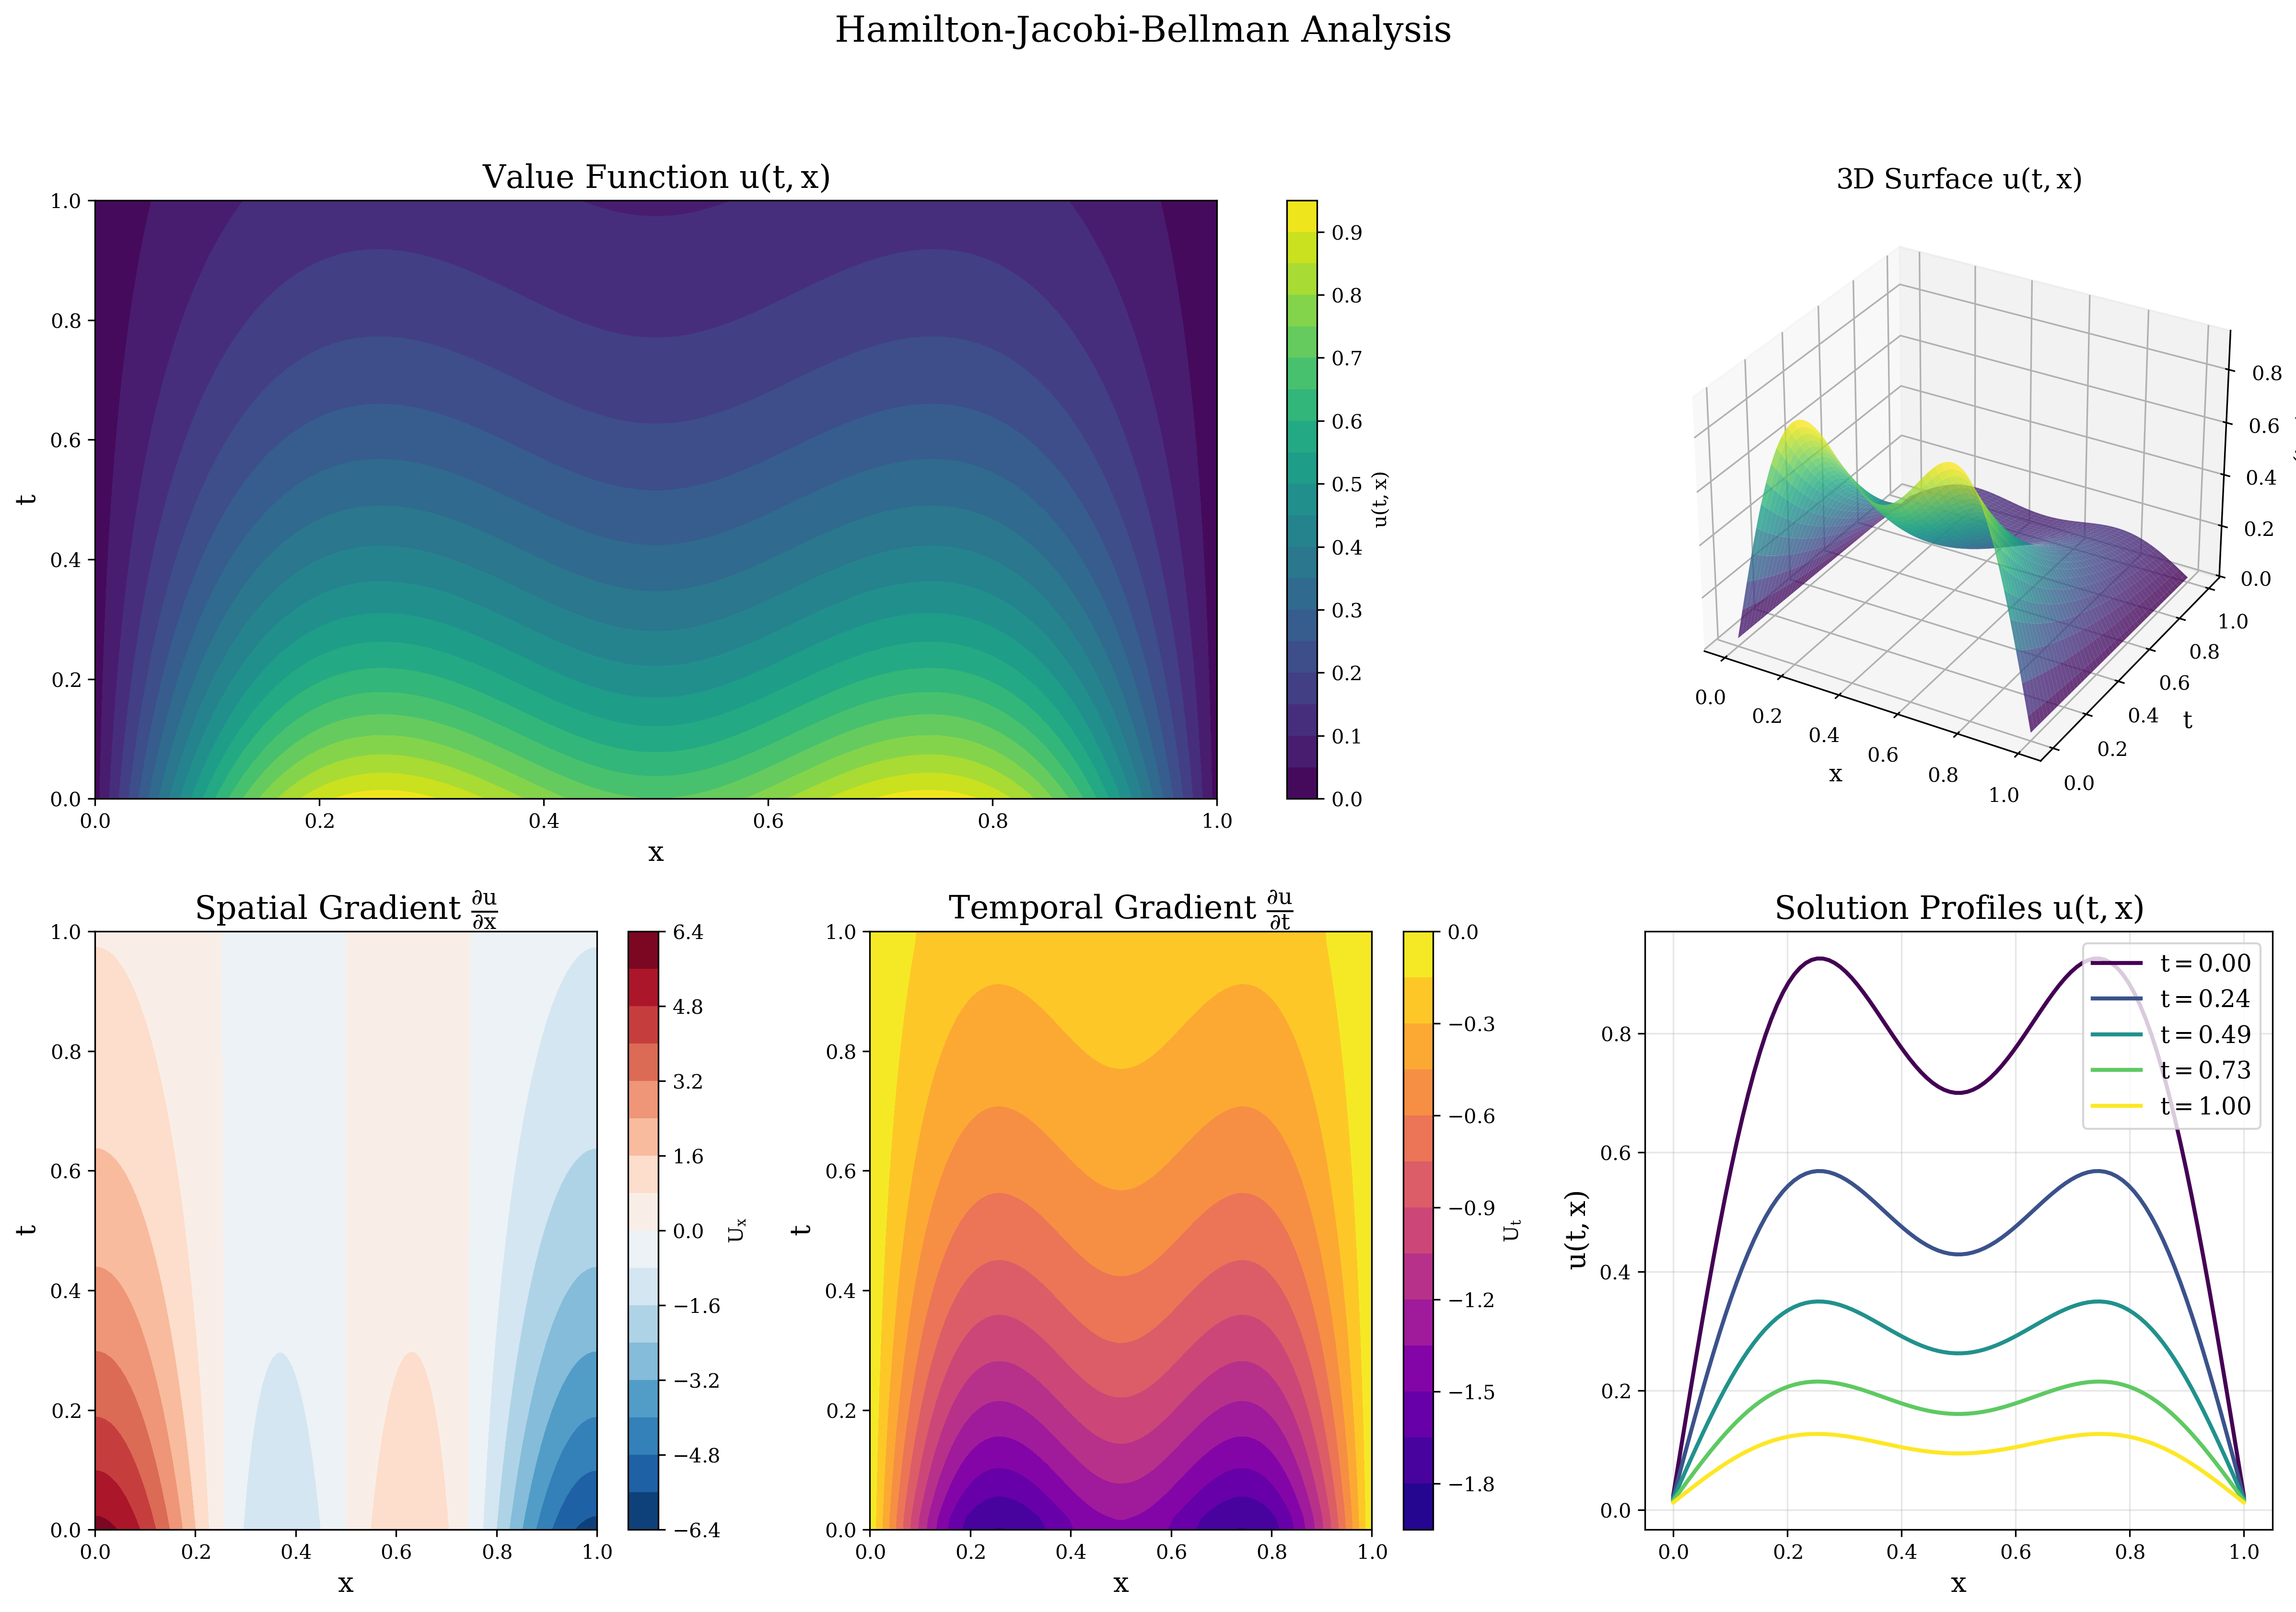 Hamilton-Jacobi-Bellman Analysis
Value Function u(t, x)
1.0
0.8
0.6
0.4
0.2
0.0
t
0.0 0.2 0.4 0.6 0.8 1.0
x
0.9
0.8
0.7
0.6
0.5
0.4
0.3
0.2
0.1
0.0
u(t, x)
3D Surface u(t, x)
0.8
0.6
0.4
0.2
0.0
0.0 0.2 0.4 0.6 0.8 1.0
x
0.0 0.2 0.4 0.6 0.8 1.0
t
Spatial Gradient ∂u/∂x
1.0
0.8
0.6
0.4
0.2
0.0
t
0.0 0.2 0.4 0.6 0.8 1.0
x
6.4
4.8
3.2
1.6
0.0
−1.6
−3.2
−4.8
−6.4
Ux
Temporal Gradient ∂u/∂t
1.0
0.8
0.6
0.4
0.2
0.0
t
0.0 0.2 0.4 0.6 0.8 1.0
x
0.0
−0.3
−0.6
−0.9
−1.2
−1.5
−1.8
Ut
Solution Profiles u(t, x)
0.8
0.6
0.4
0.2
0.0
u(t, x)
0.0 0.2 0.4 0.6 0.8 1.0
x
t = 0.00
t = 0.24
t = 0.49
t = 0.73
t = 1.00